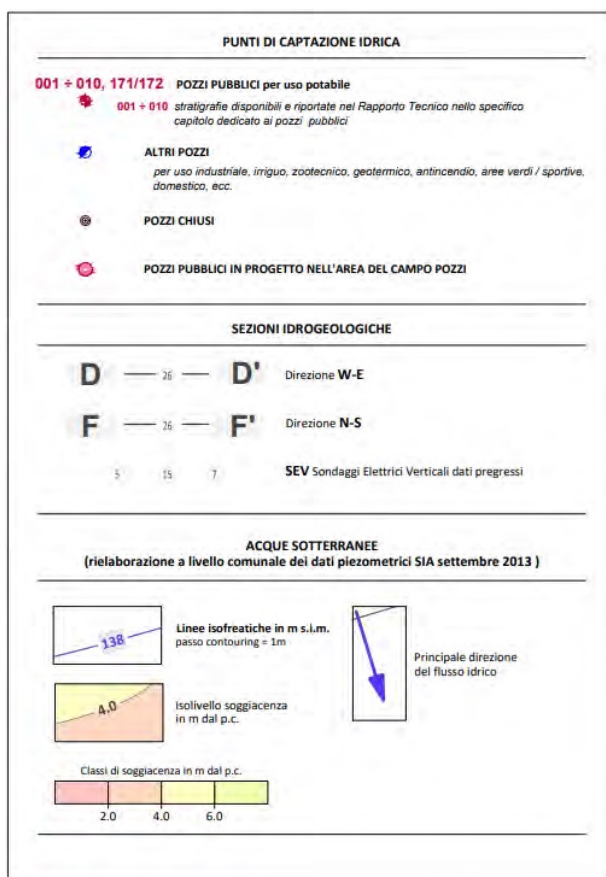 PUNTI DI CAPTAZIONE IDRICA
001 ÷ 010, 171/172 POZZI PUBBLICI per uso potabile
001 ÷ 010 stratigrafie disponibili e riportate nel Rapporto Tecnico nello specifico
capitolo dedicato ai pozzi pubblici
ALTRI POZZI
per uso industriale, irriguo, zootecnico, geotermico, antincendio, aree verdi / sportive,
domestico, ecc.
POZZI CHIUSI
POZZI PUBBLICI IN PROGETTO NELL'AREA DEL CAMPO POZZI
SEZIONI IDROGEOLOGICHE
D — 26 — D' Direzione W-E
F — 26 — F' Direzione N-S
5 15 7 SEV Sondaggi Elettrici Verticali dati pregressi
ACQUE SOTTERRANEE
(rielaborazione a livello comunale dei dati piezometrici SIA settembre 2013 )
138
Linee isofreatiche in m s.l.m.
passo contouring = 1m
Principale direzione
del flusso idrico
4.0
Isolivello soggiacenza
in m dal p.c.
Classi di soggiacenza in m dal p.c.
2.0 4.0 6.0